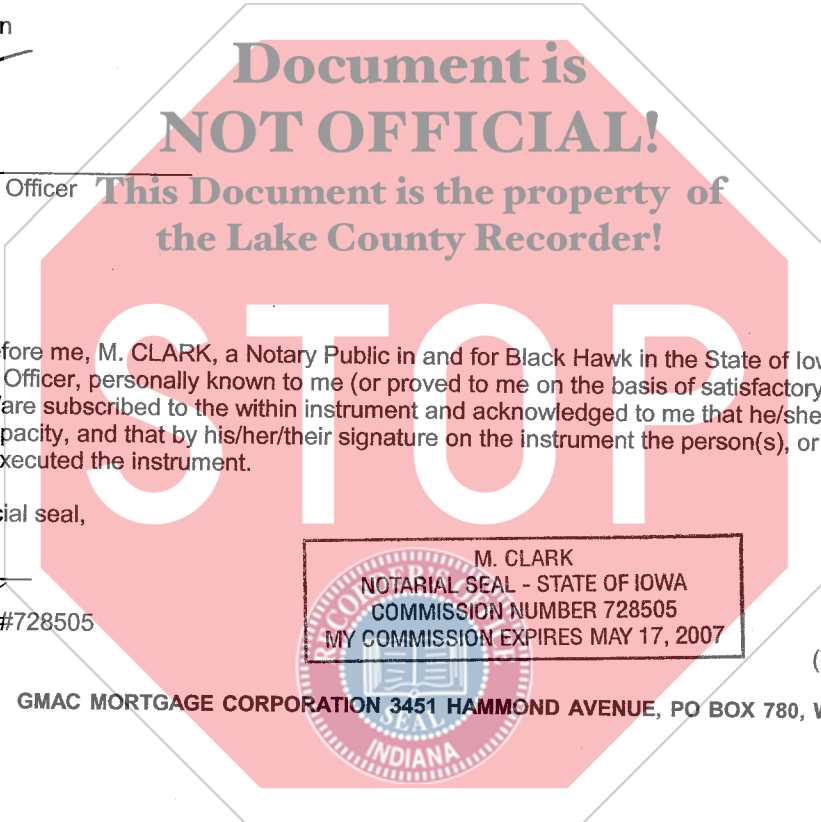 n
Document is
NOT OFFICIAL!
Officer
This Document is the property of
the Lake County Recorder!
STOP
fore me, M. CLARK, a Notary Public in and for Black Hawk in the State of Iow
Officer, personally known to me (or proved to me on the basis of satisfactory
/are subscribed to the within instrument and acknowledged to me that he/she
pacity, and that by his/her/their signature on the instrument the person(s), or
xecuted the instrument.
cial seal,
M. CLARK
NOTARIAL SEAL - STATE OF IOWA
COMMISSION NUMBER 728505
MY COMMISSION EXPIRES MAY 17, 2007
#728505
(
GMAC MORTGAGE CORPORATION 3451 HAMMOND AVENUE, PO BOX 780, W
RECORDER'S OFFICE
SEAL
INDIANA